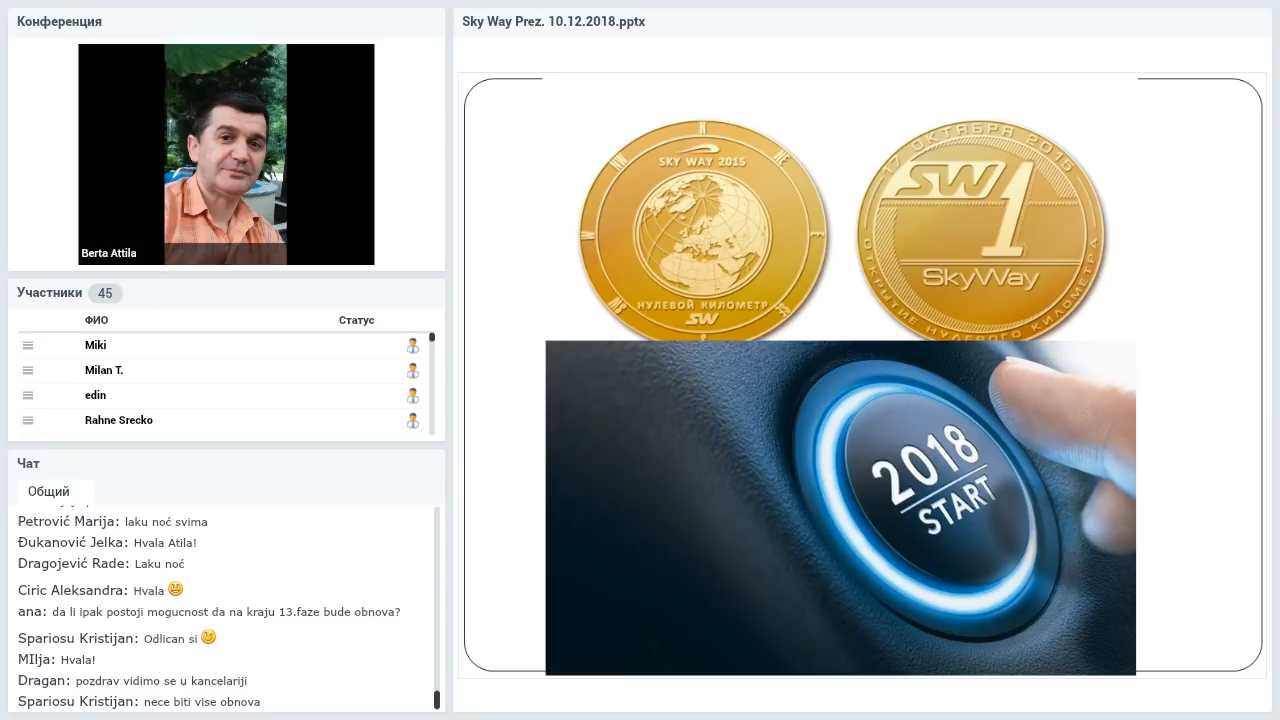 Конференция
Berta Attila
Участники 45
ФИО Статус
Miki
Milan T.
edin
Rahne Srecko
Чат
Общий
Petrović Marija: laku noć svima
Đukanović Jelka: Hvala Atila!
Dragojević Rade: Laku noć
Ciric Aleksandra: Hvala
ana: da li ipak postoji mogucnost da na kraju 13.faze bude obnova?
Spariosu Kristijan: Odlican si
MIlja: Hvala!
Dragan: pozdrav vidimo se u kancelariji
Spariosu Kristijan: nece biti vise obnova
Sky Way Prez. 10.12.2018.pptx
N
NW
NE
SKY WAY 2015
W
E
SW
SE
НУЛЕВОЙ КИЛОМЕТР
SW
17 ОКТЯБРЯ 2015
SW 1
SkyWay
ОТКРЫТИЕ НУЛЕВОГО КИЛОМЕТРА
2018
START